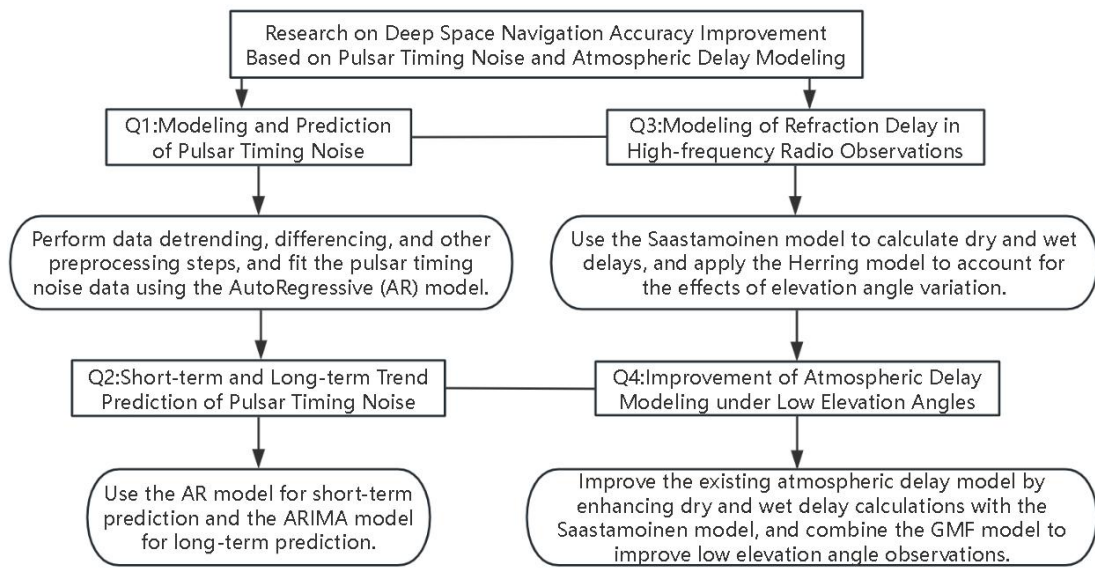 Research on Deep Space Navigation Accuracy Improvement
Based on Pulsar Timing Noise and Atmospheric Delay Modeling
Q1:Modeling and Prediction
of Pulsar Timing Noise
Q3:Modeling of Refraction Delay in
High-frequency Radio Observations
Perform data detrending, differencing, and other
preprocessing steps, and fit the pulsar timing
noise data using the AutoRegressive (AR) model.
Use the Saastamoinen model to calculate dry and wet
delays, and apply the Herring model to account for
the effects of elevation angle variation.
Q2:Short-term and Long-term Trend
Prediction of Pulsar Timing Noise
Q4:Improvement of Atmospheric Delay
Modeling under Low Elevation Angles
Use the AR model for short-term
prediction and the ARIMA model
for long-term prediction.
Improve the existing atmospheric delay model by
enhancing dry and wet delay calculations with the
Saastamoinen model, and combine the GMF model to
improve low elevation angle observations.